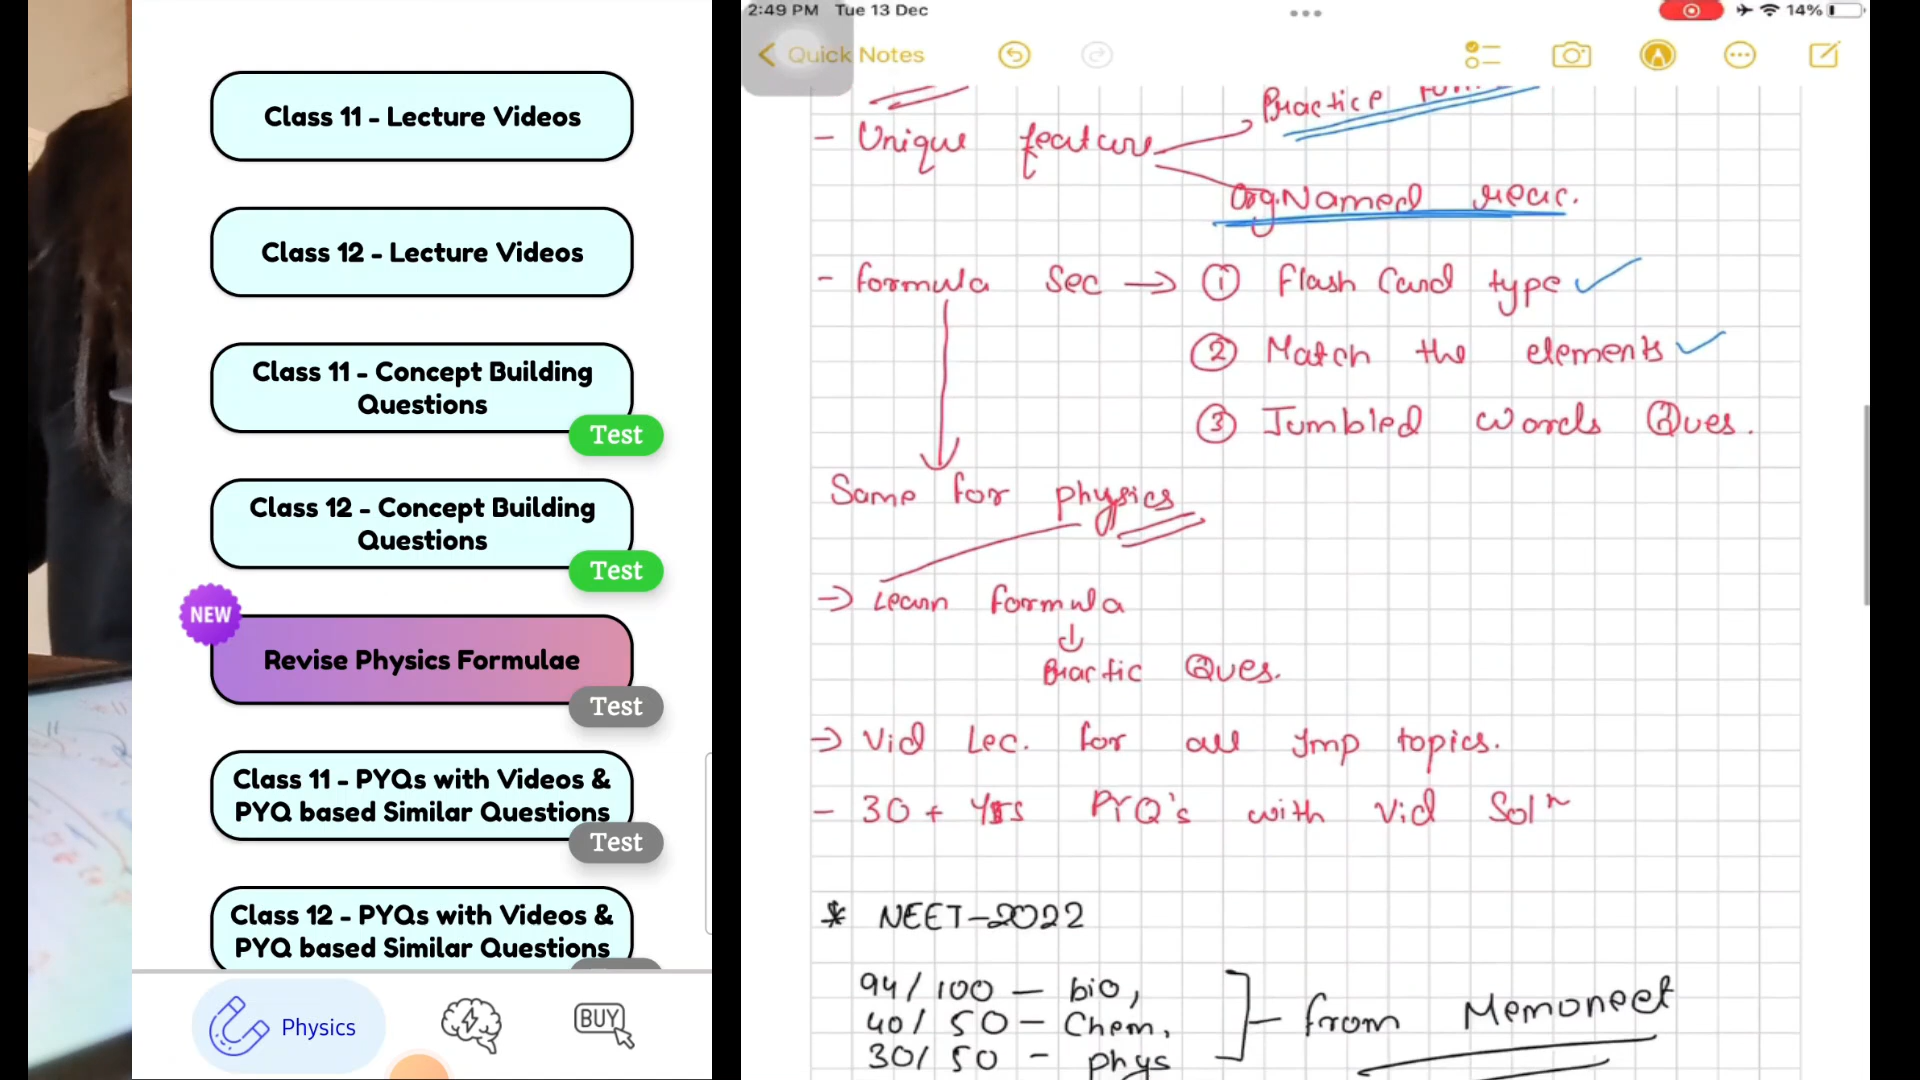 Class 11 - Lecture Videos
Class 12 - Lecture Videos
Class 11 - Concept Building
Questions
Test
Class 12 - Concept Building
Questions
Test
NEW
Revise Physics Formulae
Test
Class 11 - PYQs with Videos &
PYQ based Similar Questions
Test
Class 12 - PYQs with Videos &
PYQ based Similar Questions
Physics
BUY
2:49 PM Tue 13 Dec
14%
Quick Notes
Practice
- Unique feature
Org. Named reac.
- formula Sec → ① Flash Card type ✓
② Match the elements ✓
③ Jumbled words Ques.
Same for physics
→ Learn formula
↓
Practic Ques.
→ Vid Lec. for all Imp topics.
- 30 + Yrs PYQ's with Vid Solⁿ
* NEET-2022
94/100 - bio,
40/50 - Chem,
30/50 - phys
from Memoneet